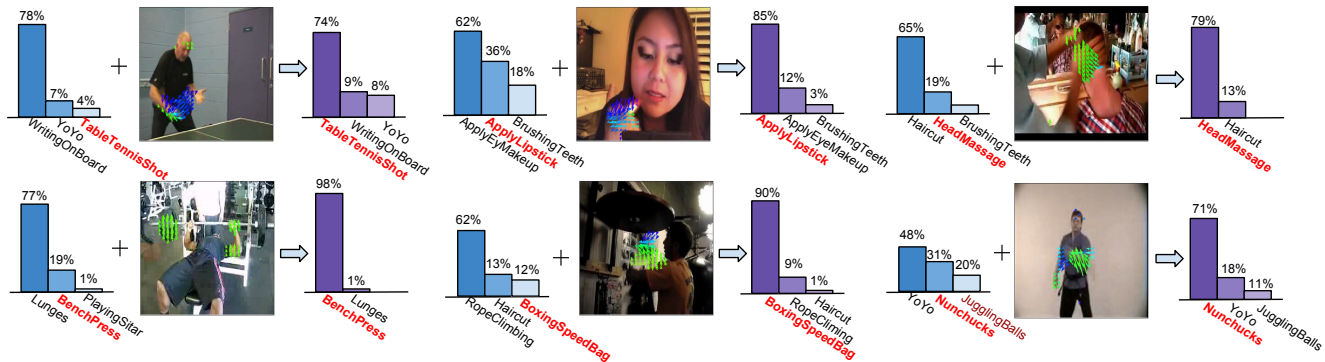 78%
7%
4%
WritingOnBoard
YoYo
TableTennisShot
+
74%
9%
8%
TableTennisShot
WritingOnBoard
YoYo
62%
36%
18%
ApplyEyMakeup
ApplyLipstick
BrushingTeeth
+
85%
12%
3%
ApplyLipstick
ApplyEyeMakeup
BrushingTeeth
65%
19%
Haircut
HeadMassage
BrushingTeeth
+
79%
13%
HeadMassage
Haircut
77%
19%
1%
Lunges
BenchPress
PlayingSitar
+
98%
1%
BenchPress
Lunges
62%
13%
12%
RopeClimbing
Haircut
BoxingSpeedBag
+
90%
9%
1%
BoxingSpeedBag
RopeCliming
Haircut
48%
31%
20%
YoYo
Nunchucks
JugglingBalls
+
71%
18%
11%
Nunchucks
YoYo
JugglingBalls